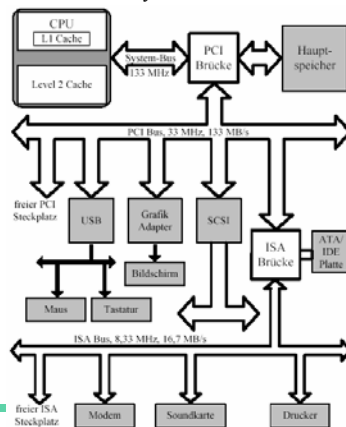 CPU
L1 Cache
Level 2 Cache
System-Bus
133 MHz
PCI
Brücke
Haupt-
speicher
PCI Bus, 33 MHz, 133 MB/s
freier PCI
Steckplatz
USB
Grafik
Adapter
SCSI
ISA
Brücke
ATA/
IDE
Platte
Bildschirm
Maus
Tastatur
ISA Bus, 8,33 MHz, 16,7 MB/s
freier ISA
Steckplatz
Modem
Soundkarte
Drucker